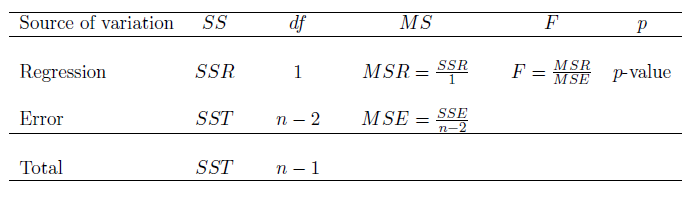 Source of variation SS df MS F p
Regression SSR 1 MSR = SSR/1 F = MSR/MSE p-value
Error SST n − 2 MSE = SSE/n−2
Total SST n − 1